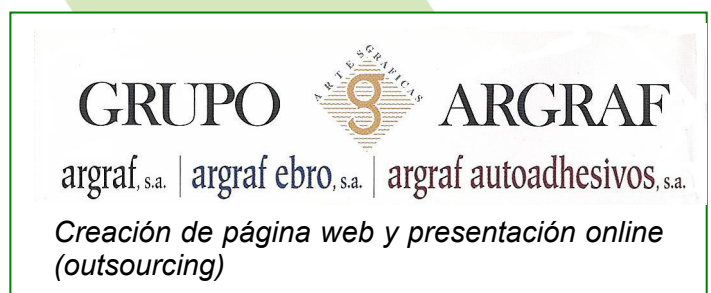 ARTES GRAFICAS
GRUPO g ARGRAF
argraf, s.a. | argraf ebro, s.a. | argraf autoadhesivos, s.a.
Creación de página web y presentación online
(outsourcing)